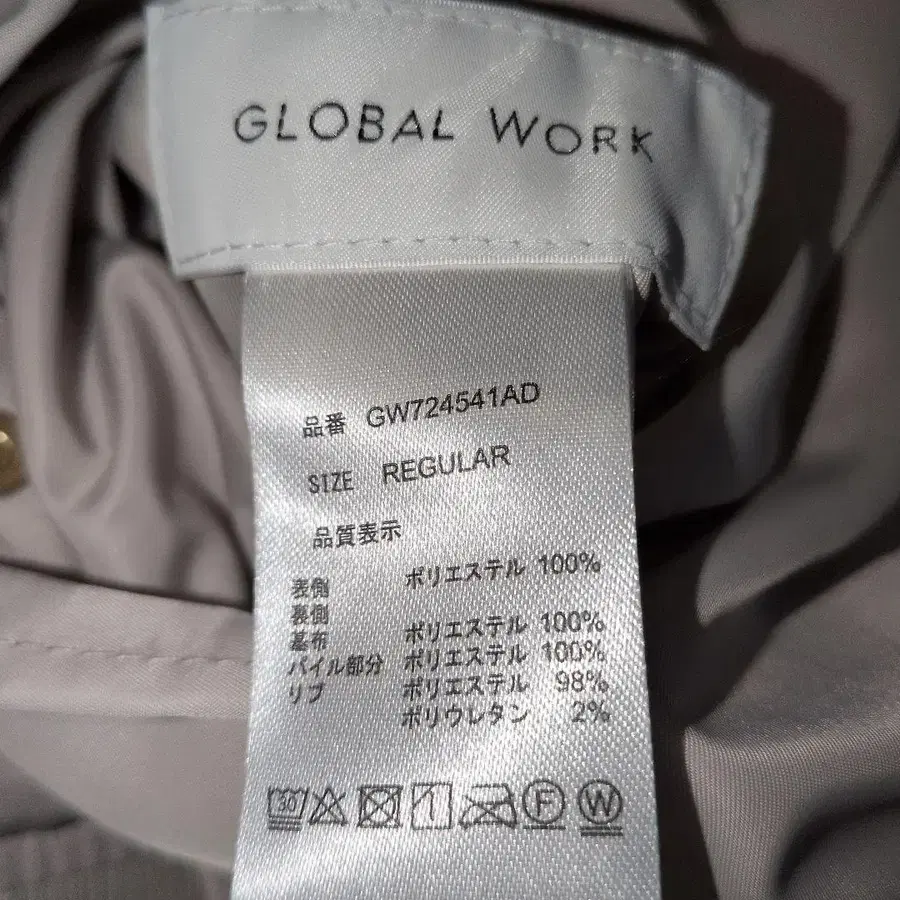 GLOBAL WORK
品番 GW724541AD
SIZE REGULAR
品質表示
表側 ポリエステル 100%
裏側
基布 ポリエステル 100%
パイル部分 ポリエステル 100%
リブ ポリエステル 98%
ポリウレタン 2%
30 F W